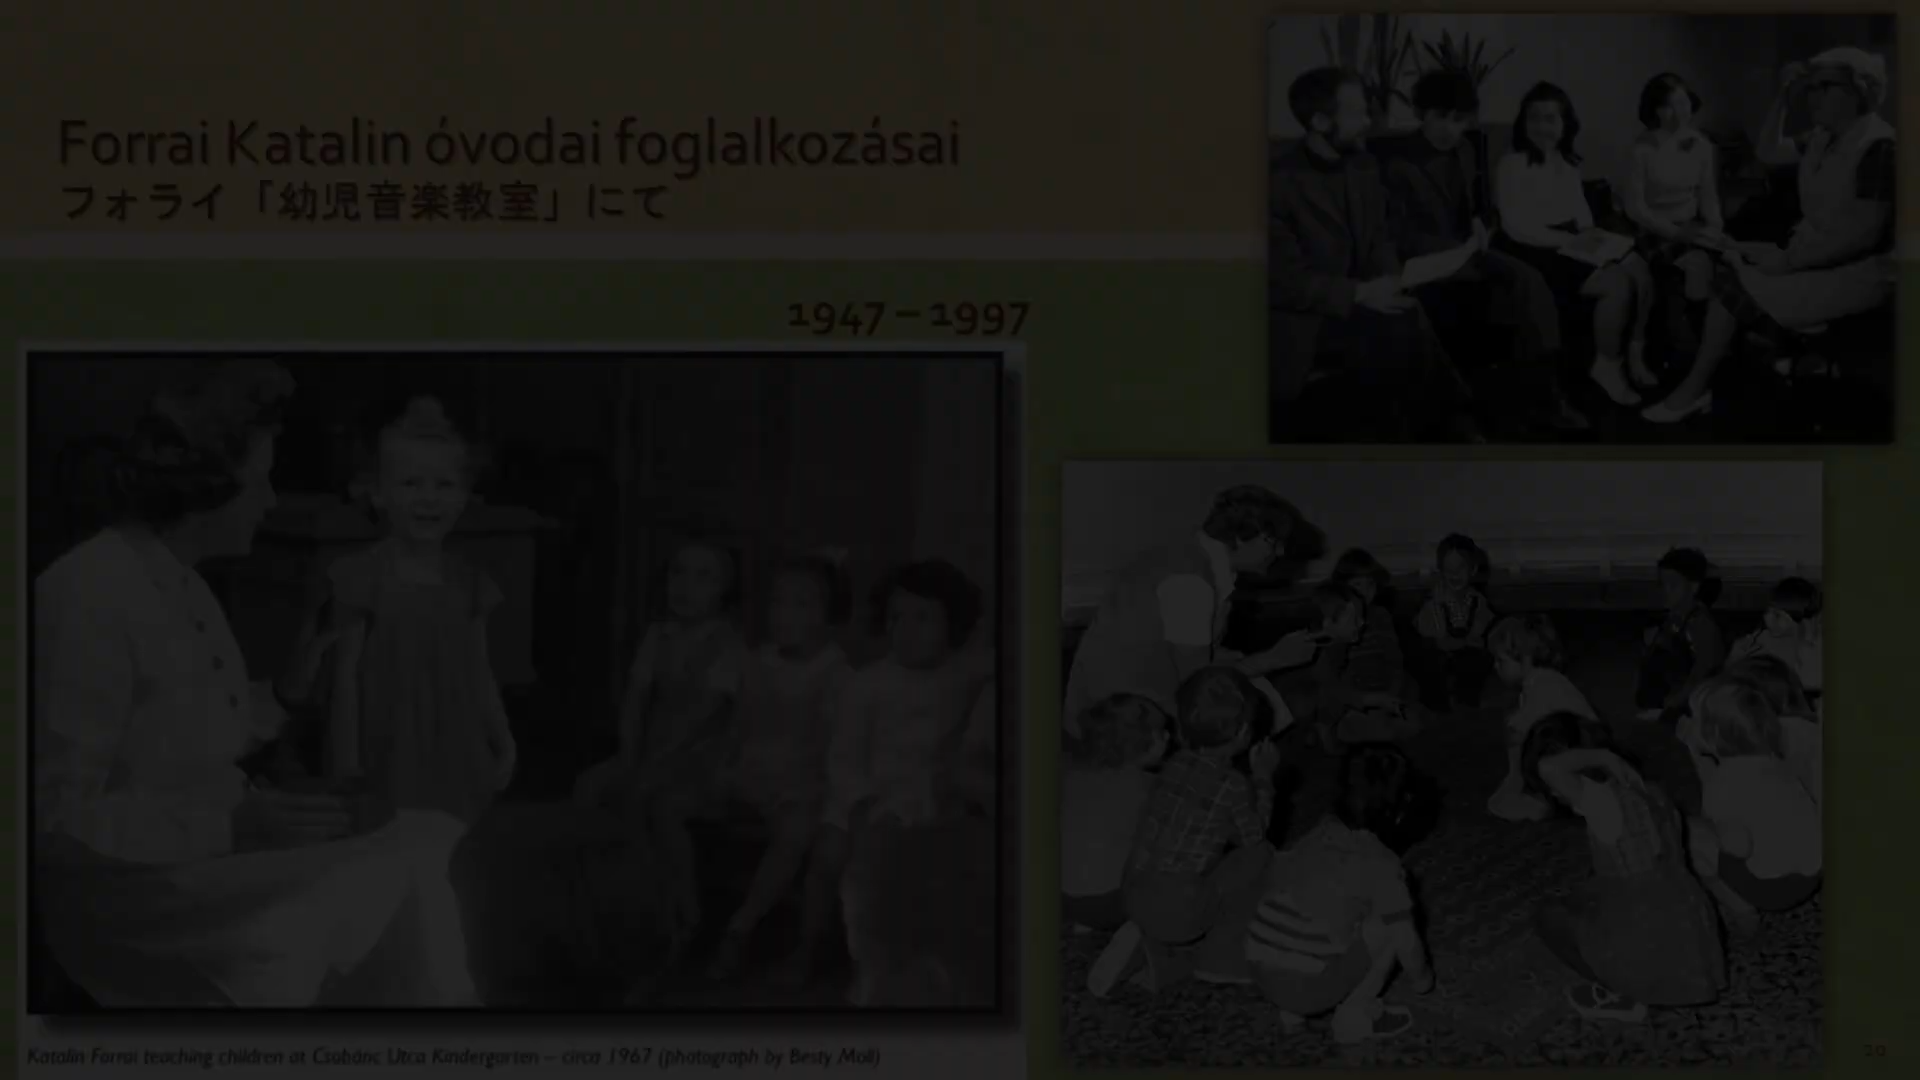 Forrai Katalin óvodai foglalkozásai
フォライ「幼児音楽教室」にて
1947 – 1997
Katalin Forrai teaching children at Csobánc Utca Kindergarten – circa 1967 (photograph by Besty Moll)
20